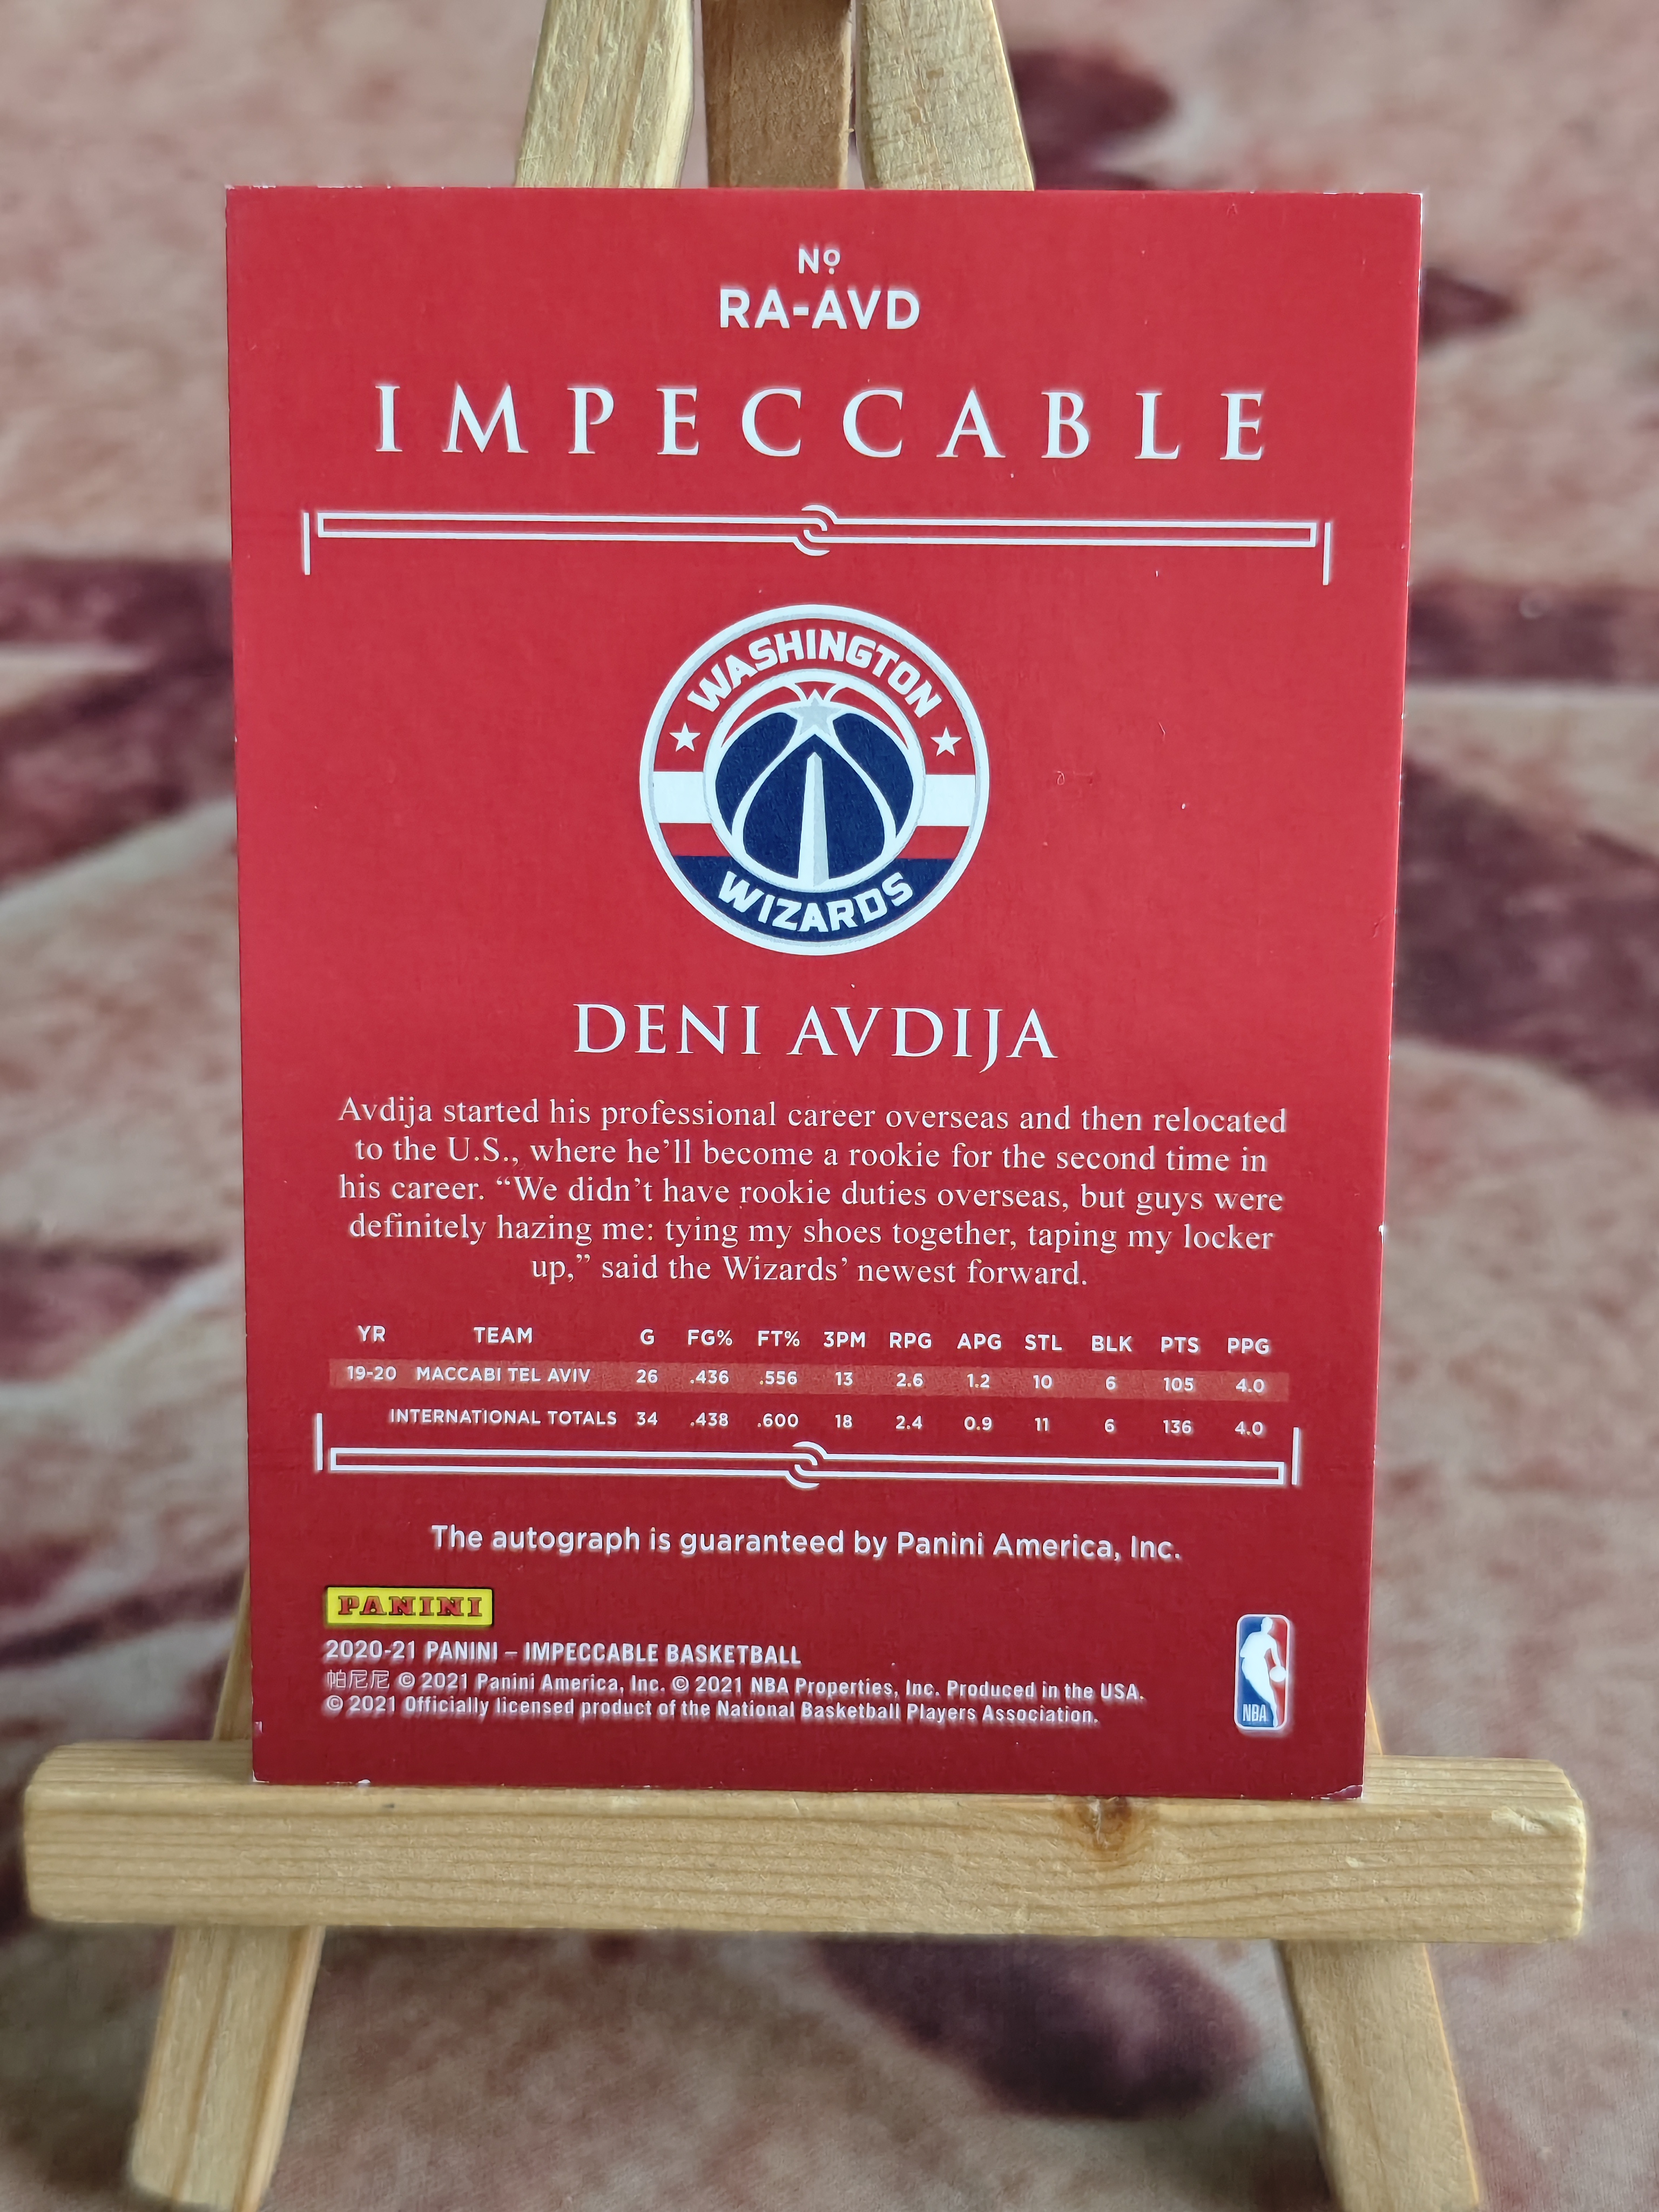 Nº
RA-AVD
IMPECCABLE
WASHINGTON
WIZARDS
DENI AVDIJA
Avdija started his professional career overseas and then relocated
to the U.S., where he’ll become a rookie for the second time in
his career. “We didn’t have rookie duties overseas, but guys were
definitely hazing me: tying my shoes together, taping my locker
up,” said the Wizards’ newest forward.
YR TEAM G FG% FT% 3PM RPG APG STL BLK PTS PPG
19-20 MACCABI TEL AVIV 26 .436 .556 13 2.6 1.2 10 6 105 4.0
INTERNATIONAL TOTALS 34 .438 .600 18 2.4 0.9 11 6 136 4.0
The autograph is guaranteed by Panini America, Inc.
PANINI
2020-21 PANINI – IMPECCABLE BASKETBALL
帕尼尼 © 2021 Panini America, Inc. © 2021 NBA Properties, Inc. Produced in the USA.
© 2021 Officially licensed product of the National Basketball Players Association.
NBA